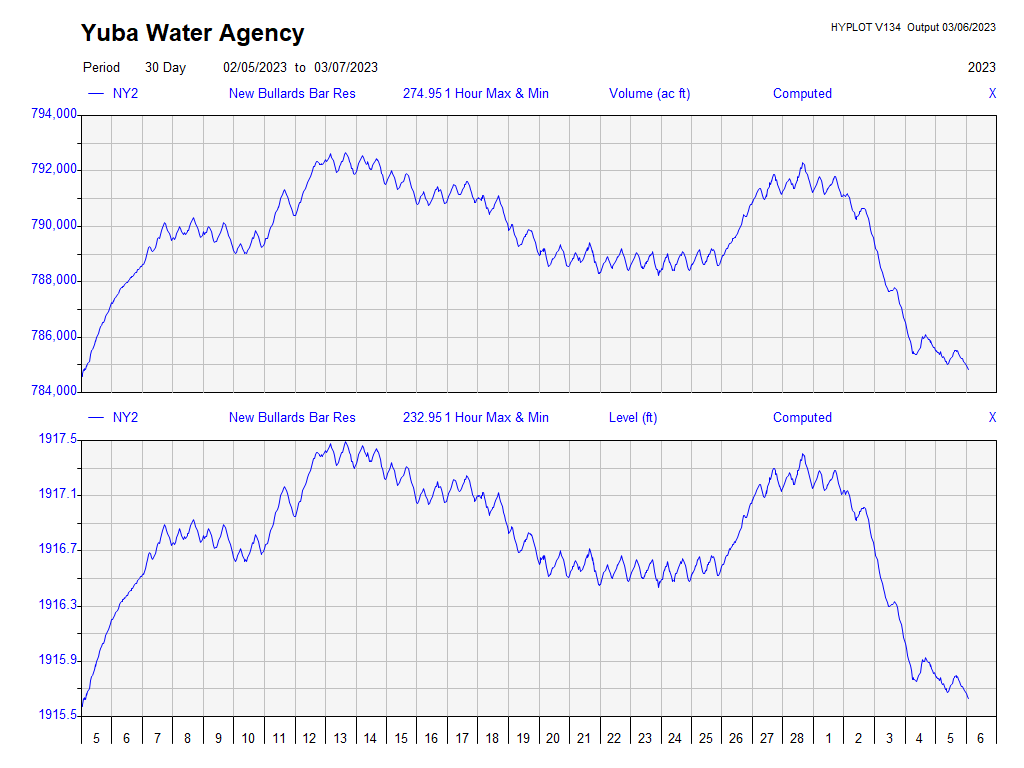 Yuba Water Agency
HYPLOT V134 Output 03/06/2023
Period 30 Day 02/05/2023 to 03/07/2023 2023
NY2 New Bullards Bar Res 274.95 1 Hour Max & Min Volume (ac ft) Computed X
794,000
792,000
790,000
788,000
786,000
784,000
NY2 New Bullards Bar Res 232.95 1 Hour Max & Min Level (ft) Computed X
1917.5
1917.1
1916.7
1916.3
1915.9
1915.5
5 6 7 8 9 10 11 12 13 14 15 16 17 18 19 20 21 22 23 24 25 26 27 28 1 2 3 4 5 6